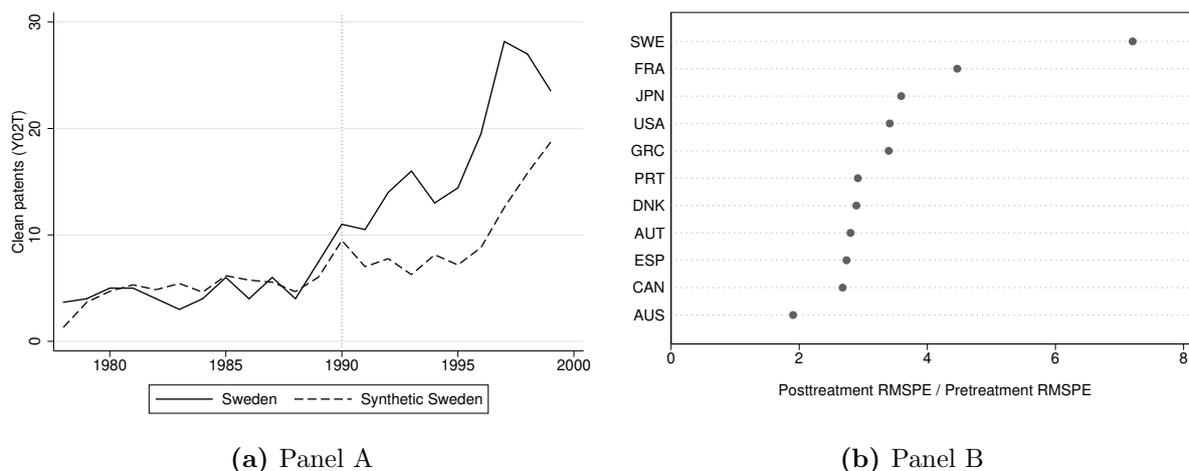 30
20
10
0
Clean patents (Y02T)
1980 1985 1990 1995 2000
Sweden Synthetic Sweden
(a) Panel A
SWE
FRA
JPN
USA
GRC
PRT
DNK
AUT
ESP
CAN
AUS
0 2 4 6 8
Posttreatment RMSPE / Pretreatment RMSPE
(b) Panel B